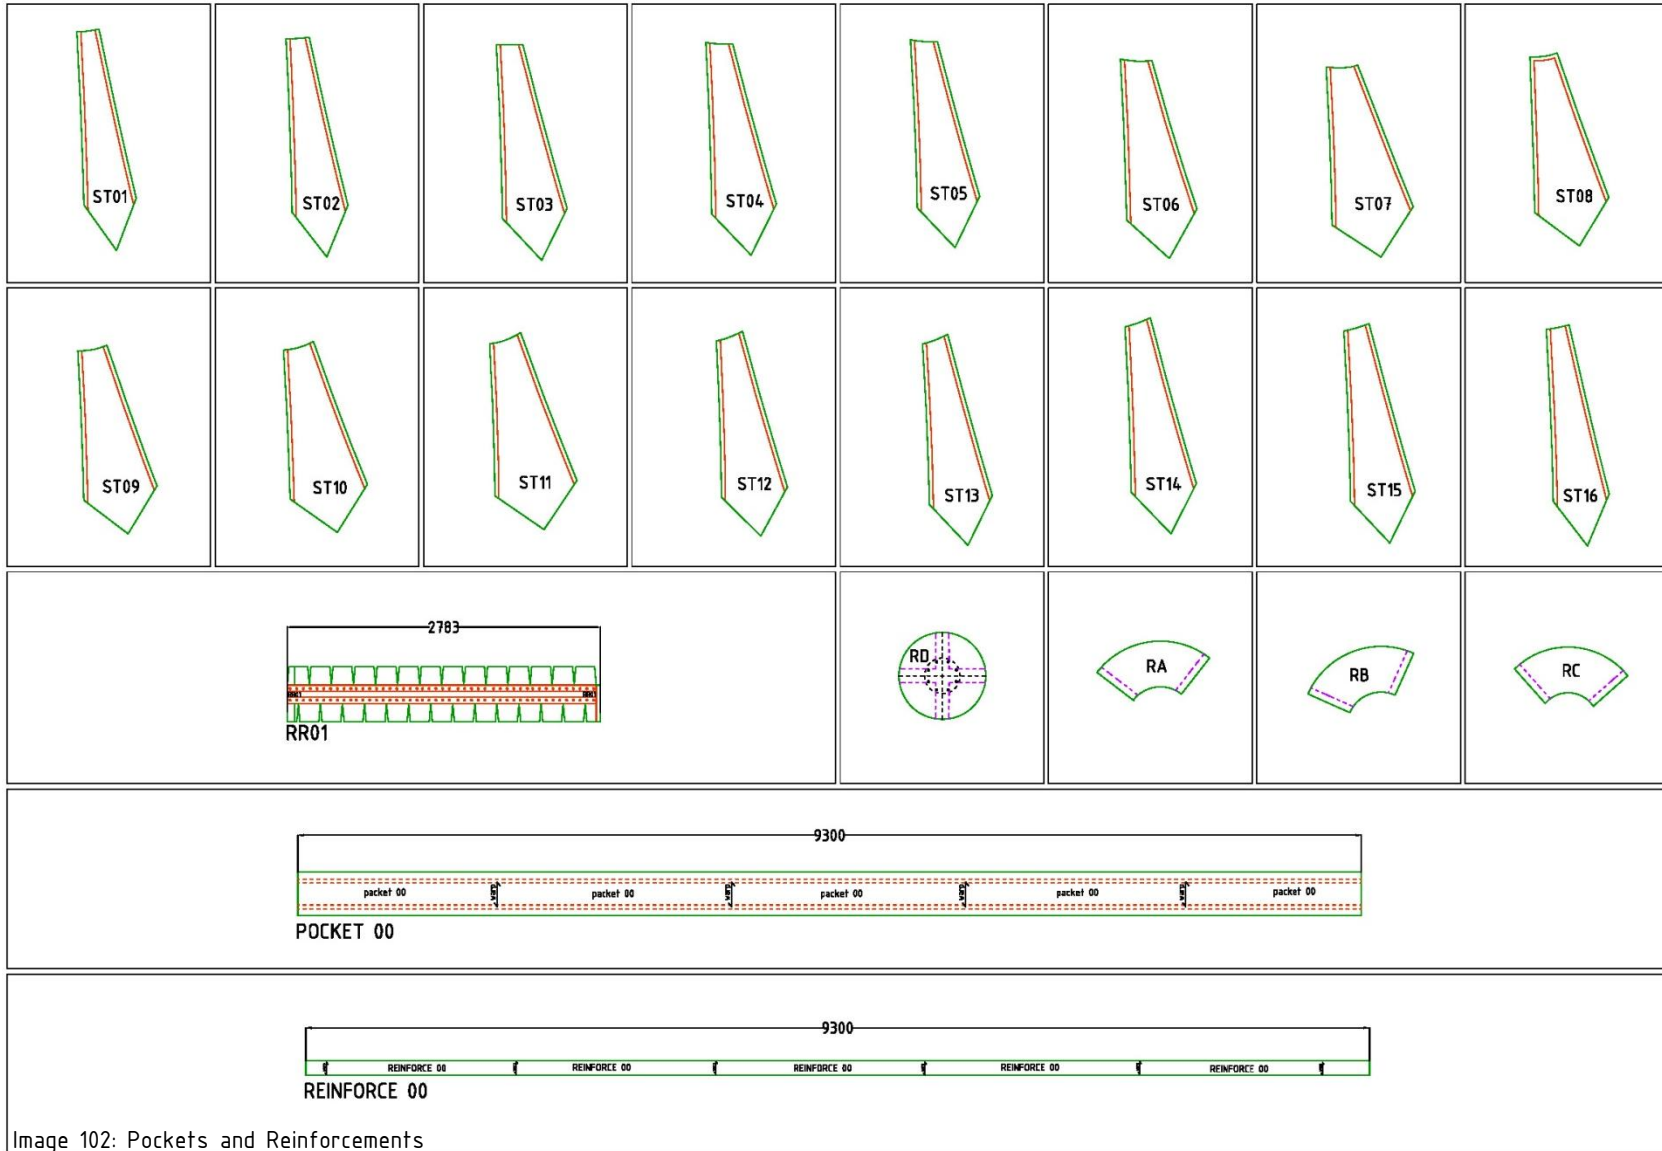 ST01
ST02
ST03
ST04
ST05
ST06
ST07
ST08
ST09
ST10
ST11
ST12
ST13
ST14
ST15
ST16
2783
RR01
RR01
RR01
RD
RA
RB
RC
9300
packet 00
packet 00
packet 00
packet 00
packet 00
POCKET 00
9300
REINFORCE 00
REINFORCE 00
REINFORCE 00
REINFORCE 00
REINFORCE 00
REINFORCE 00
Image 102: Pockets and Reinforcements